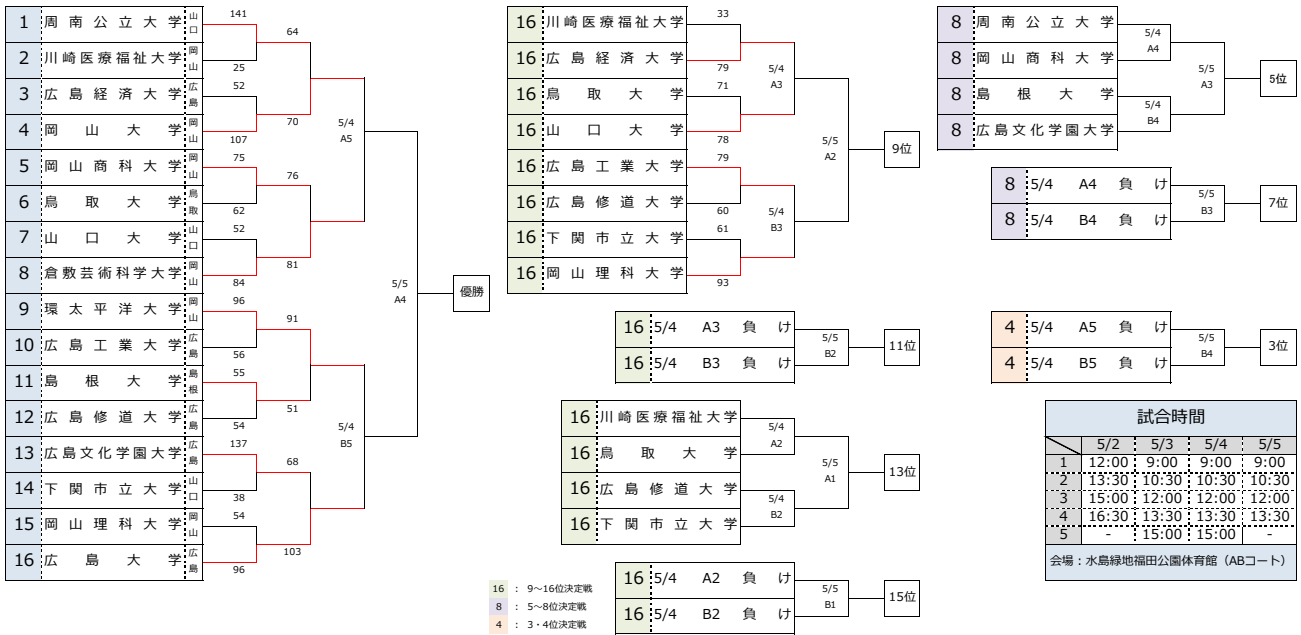 1 周南公立大学 山口
141
2 川崎医療福祉大学 岡山
25
64
3 広島経済大学 広島
52
4 岡山大学 岡山
107
70
5/4
A5
5 岡山商科大学 岡山
75
6 鳥取大学 鳥取
62
76
7 山口大学 山口
52
8 倉敷芸術科学大学 岡山
84
81
5/5
A4
優勝
9 環太平洋大学 岡山
96
10 広島工業大学 広島
56
91
11 島根大学 島根
55
12 広島修道大学 広島
54
51
5/4
B5
13 広島文化学園大学 広島
137
14 下関市立大学 山口
38
68
15 岡山理科大学 岡山
54
16 広島大学 広島
96
103
16 川崎医療福祉大学
33
16 広島経済大学
79
5/4
A3
16 鳥取大学
71
16 山口大学
78
5/5
A2
9位
16 広島工業大学
79
16 広島修道大学
60
5/4
B3
16 下関市立大学
61
16 岡山理科大学
93
16 5/4 A3 負け
16 5/4 B3 負け
5/5
B2
11位
16 川崎医療福祉大学
16 鳥取大学
5/4
A2
16 広島修道大学
16 下関市立大学
5/4
B2
5/5
A1
13位
16 5/4 A2 負け
16 5/4 B2 負け
5/5
B1
15位
16 : 9～16位決定戦
8 : 5～8位決定戦
4 : 3・4位決定戦
8 周南公立大学
8 岡山商科大学
5/4
A4
8 島根大学
8 広島文化学園大学
5/4
B4
5/5
A3
5位
8 5/4 A4 負け
8 5/4 B4 負け
5/5
B3
7位
4 5/4 A5 負け
4 5/4 B5 負け
5/5
B4
3位
試合時間
5/2 5/3 5/4 5/5
1 12:00 9:00 9:00 9:00
2 13:30 10:30 10:30 10:30
3 15:00 12:00 12:00 12:00
4 16:30 13:30 13:30 13:30
5 - 15:00 15:00 -
会場：水島緑地福田公園体育館（ABコート）